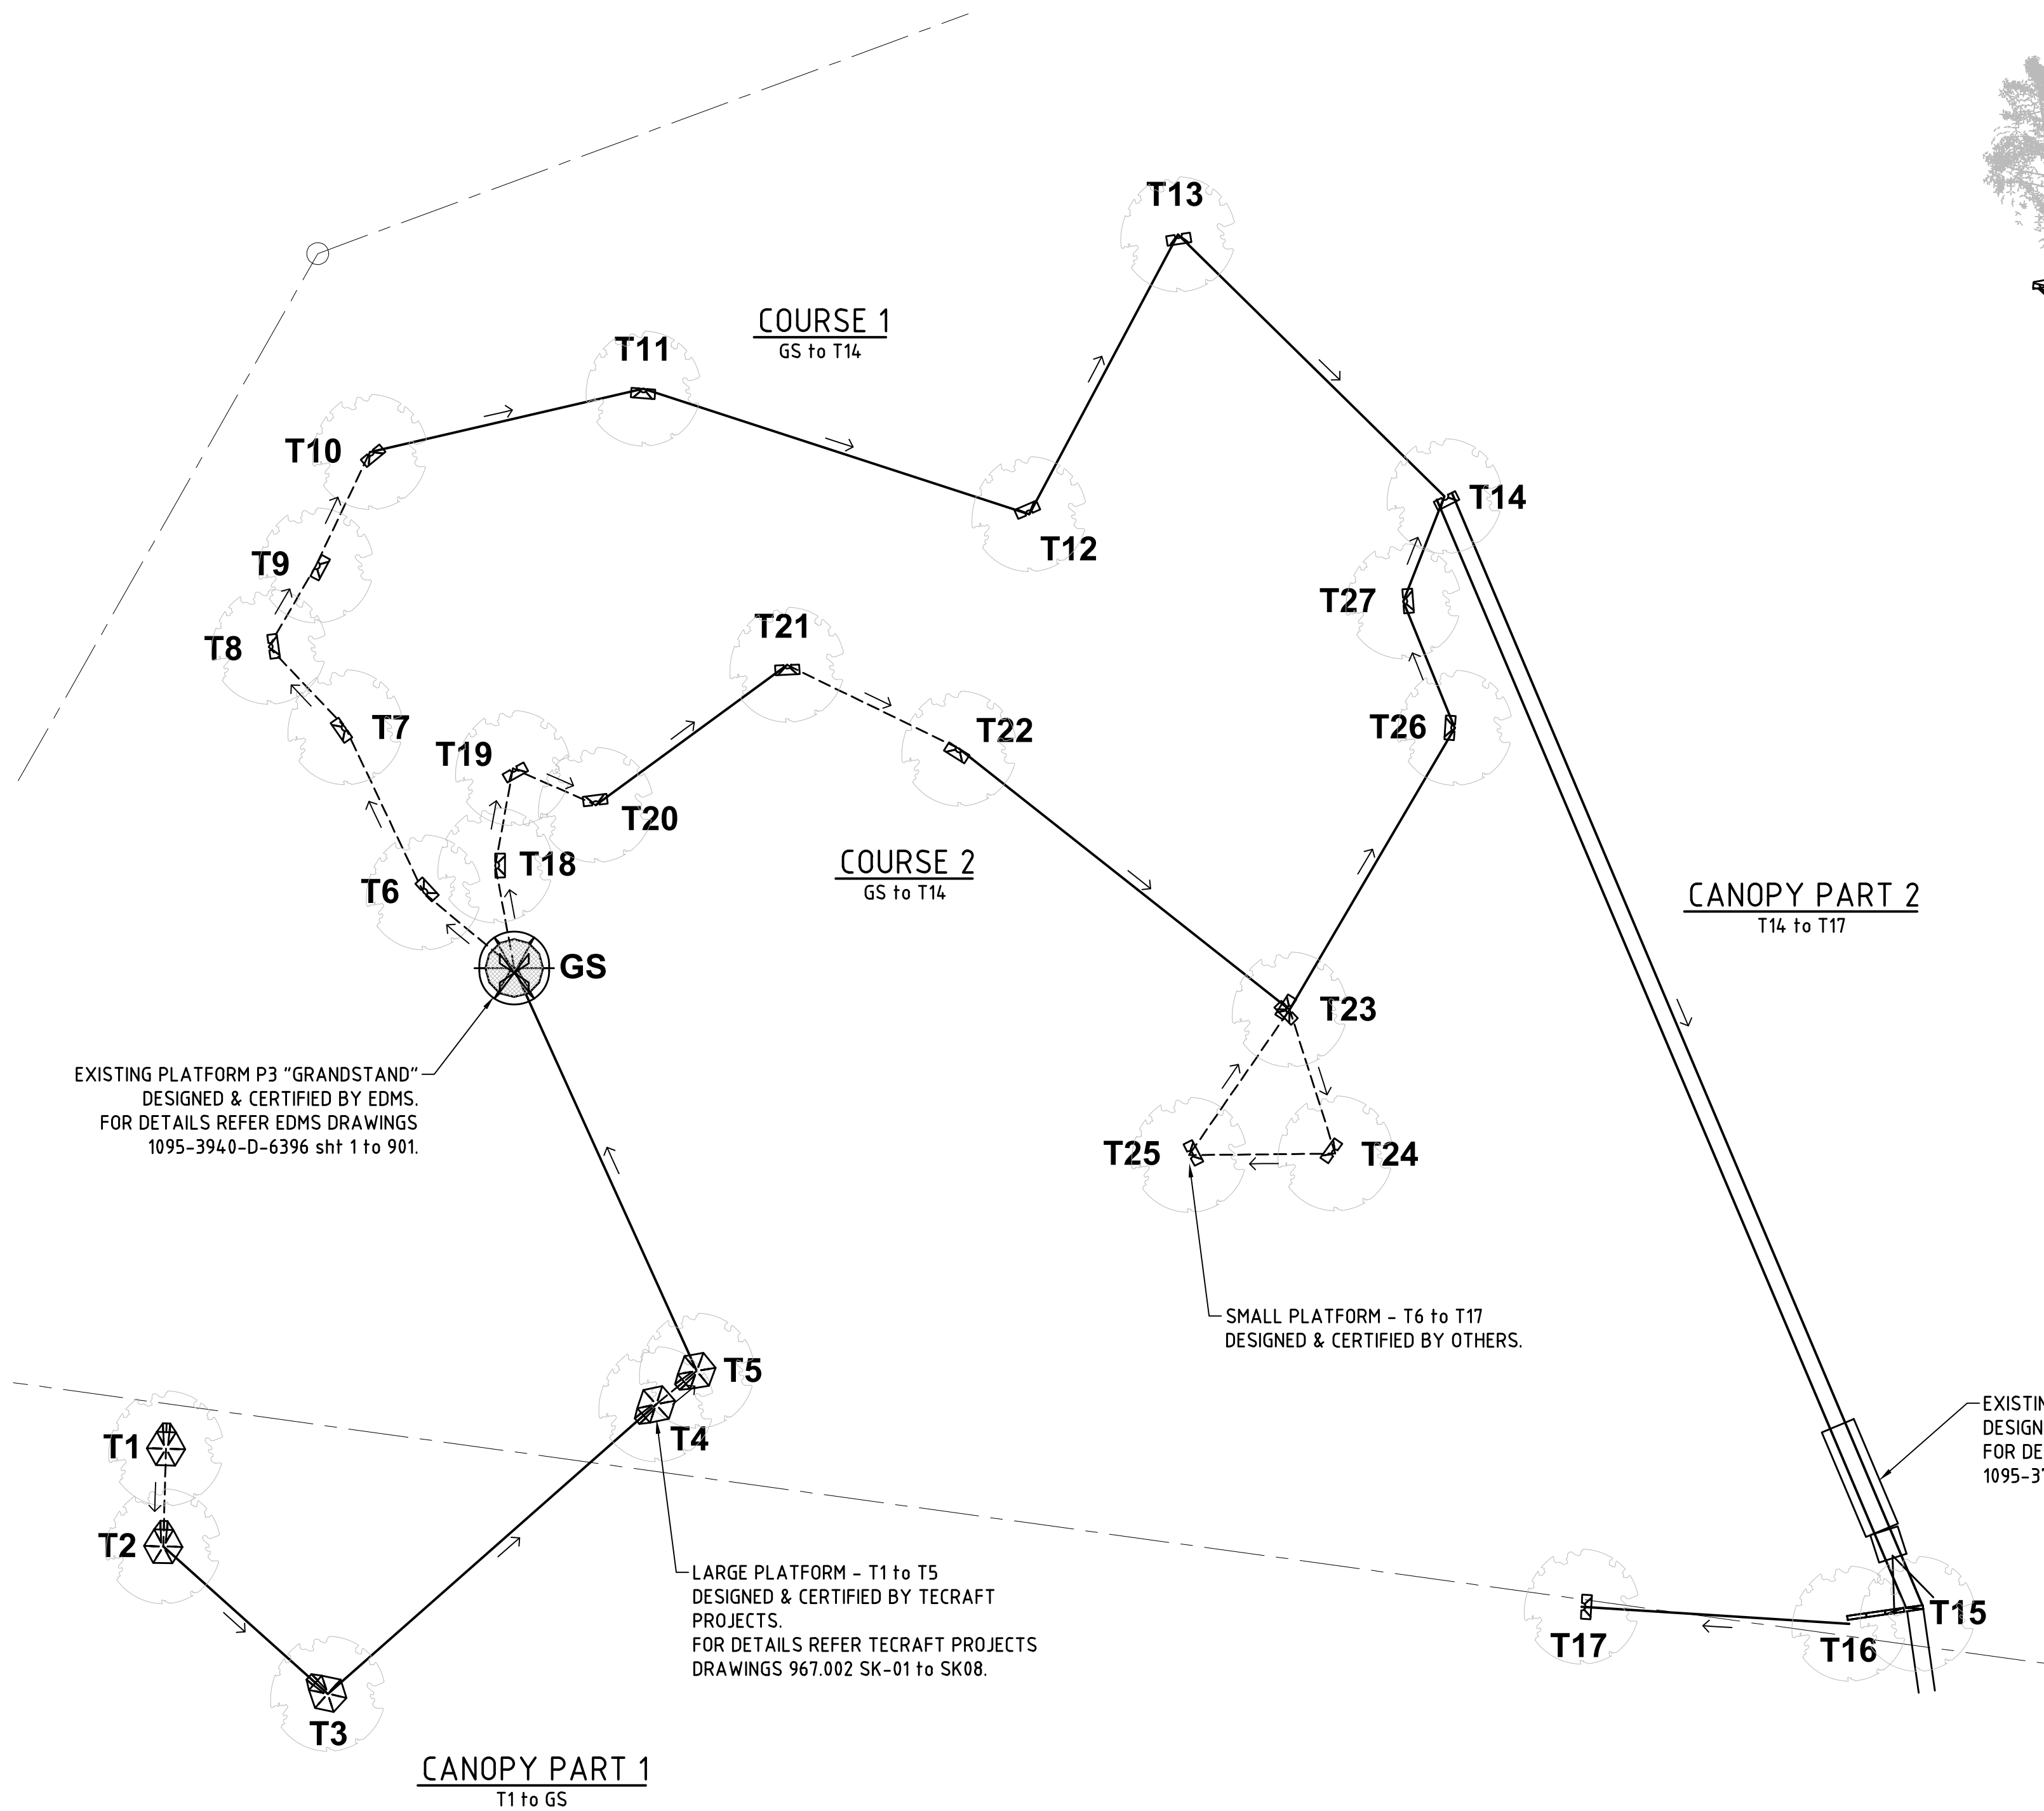 T13
COURSE 1
GS to T14
T11
T10
T14
T12
T9
T27
T8
T21
T7
T22
T26
T19
T20
COURSE 2
GS to T14
T18
T6
CANOPY PART 2
T14 to T17
GS
T23
EXISTING PLATFORM P3 "GRANDSTAND"
DESIGNED & CERTIFIED BY EDMS.
FOR DETAILS REFER EDMS DRAWINGS
1095-3940-D-6396 sht 1 to 901.
T25
T24
SMALL PLATFORM - T6 to T17
DESIGNED & CERTIFIED BY OTHERS.
T5
T4
T1
T2
LARGE PLATFORM - T1 to T5
DESIGNED & CERTIFIED BY TECRAFT
PROJECTS.
FOR DETAILS REFER TECRAFT PROJECTS
DRAWINGS 967.002 SK-01 to SK08.
FOR
T15
T17
T16
T3
CANOPY PART 1
T1 to GS